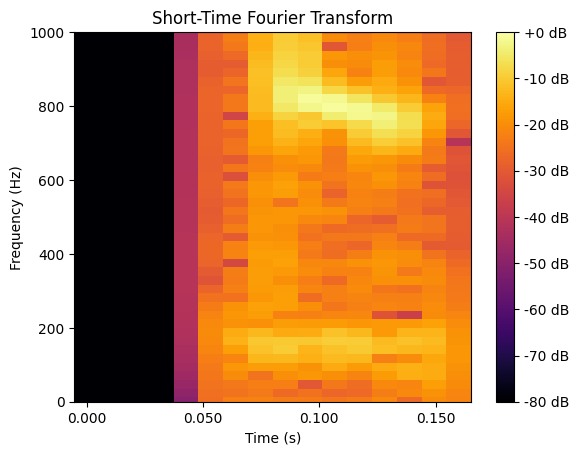 Short-Time Fourier Transform
1000
800
600
400
200
0
Frequency (Hz)
0.000
0.050
0.100
0.150
Time (s)
+0 dB
-10 dB
-20 dB
-30 dB
-40 dB
-50 dB
-60 dB
-70 dB
-80 dB